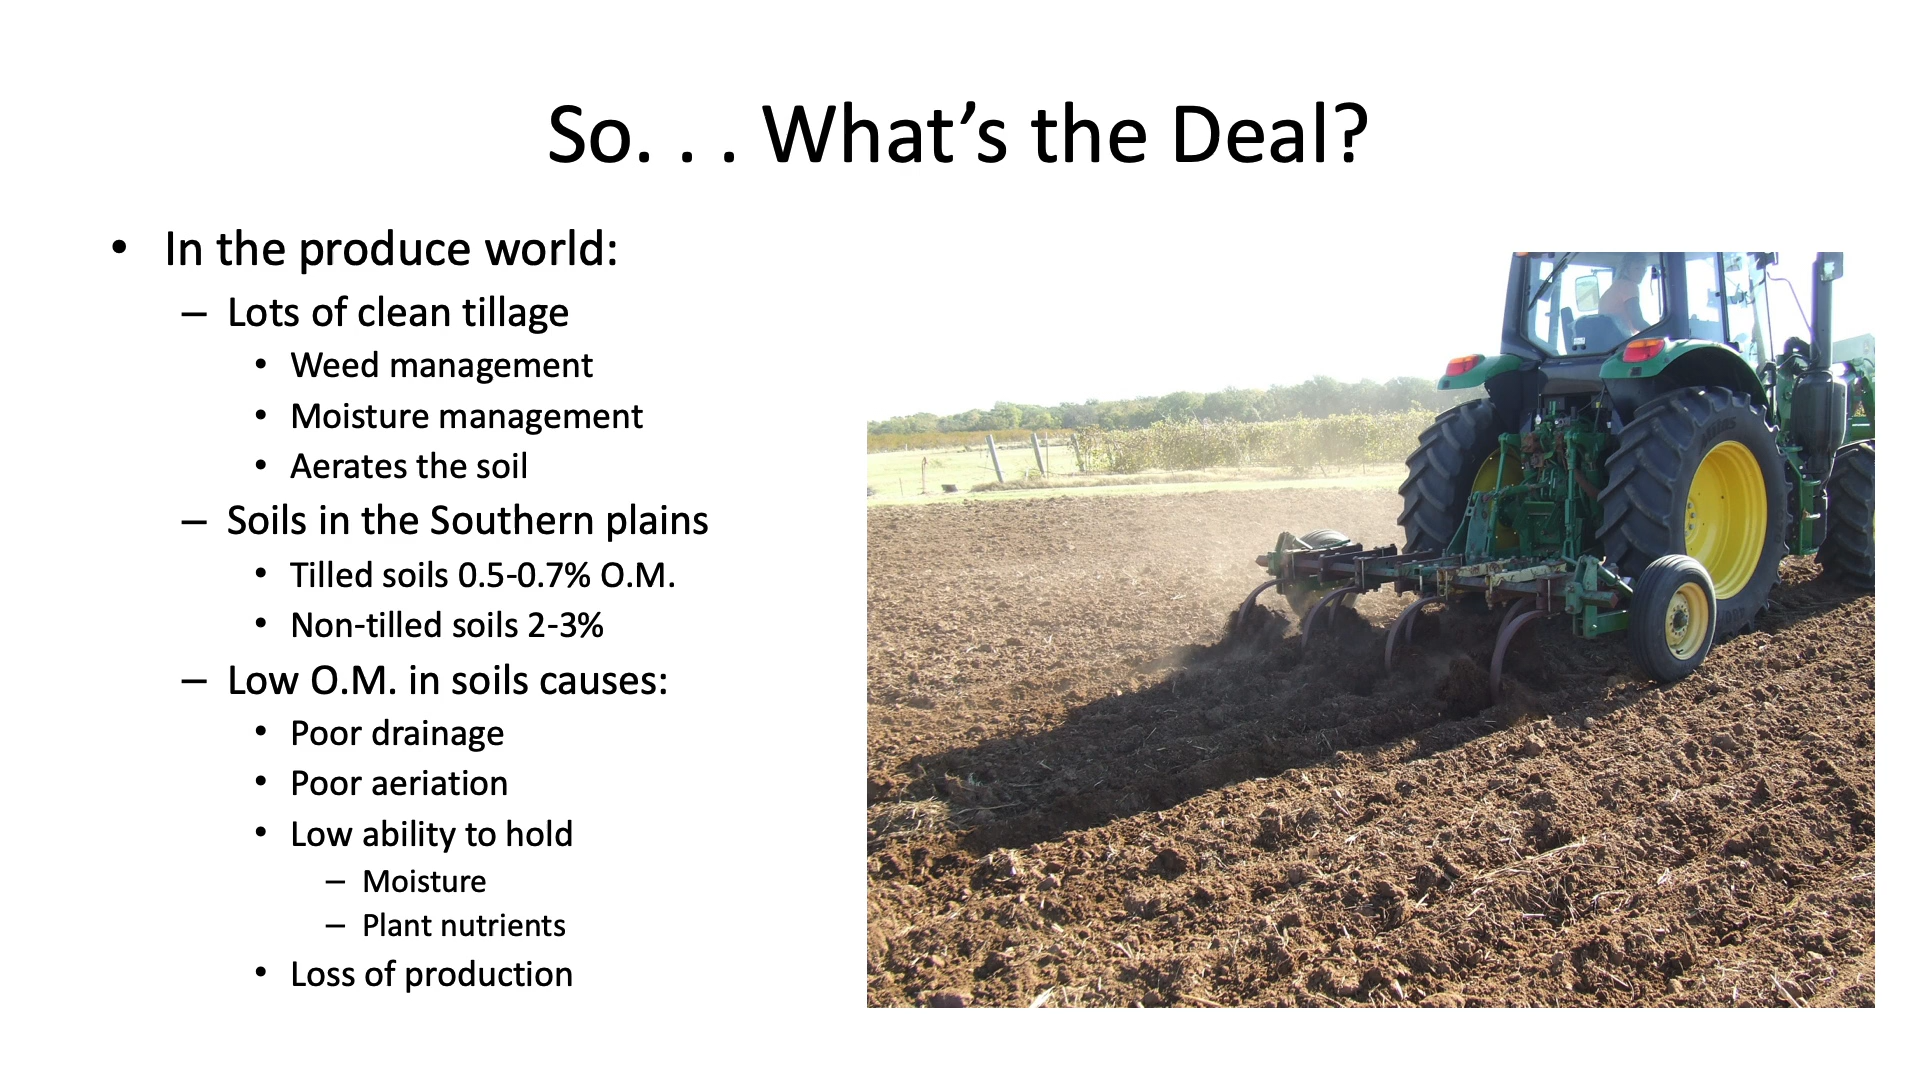 So. . . What’s the Deal?
• In the produce world:
– Lots of clean tillage
• Weed management
• Moisture management
• Aerates the soil
– Soils in the Southern plains
• Tilled soils 0.5-0.7% O.M.
• Non-tilled soils 2-3%
– Low O.M. in soils causes:
• Poor drainage
• Poor aeriation
• Low ability to hold
– Moisture
– Plant nutrients
• Loss of production